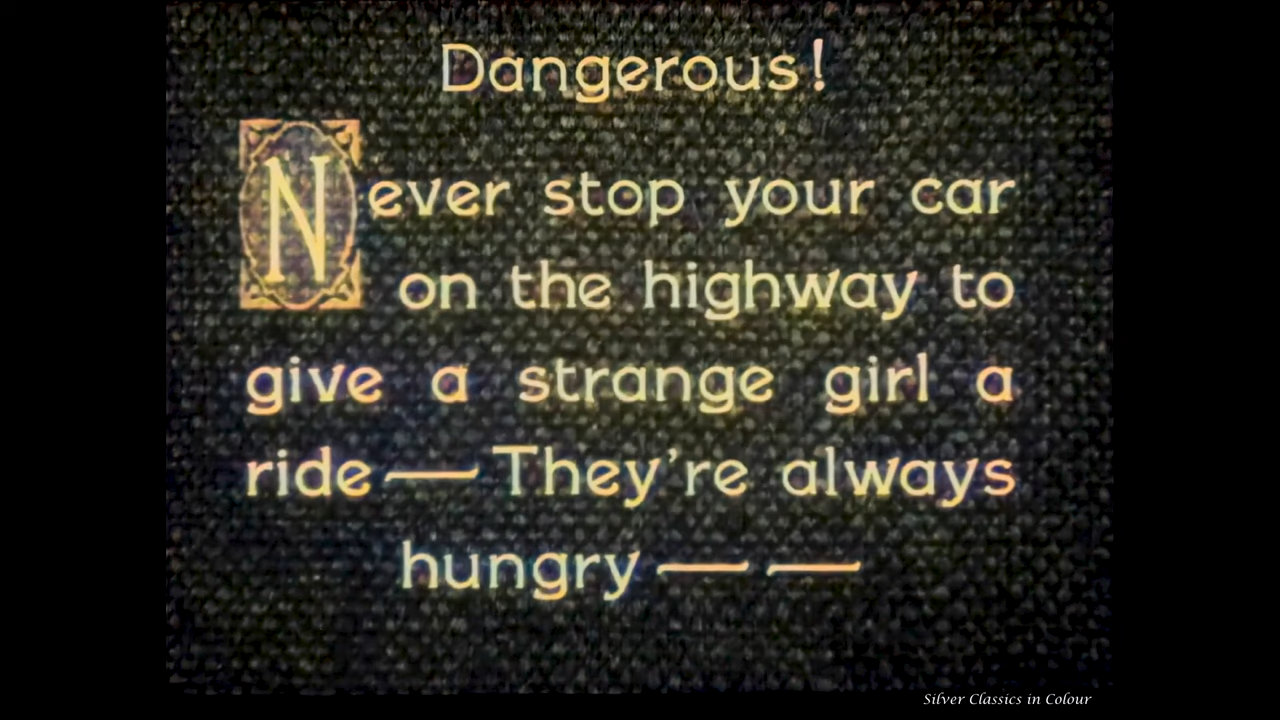 Dangerous!
Never stop your car
on the highway to
give a strange girl a
ride — They're always
hungry — —
Silver Classics in Colour